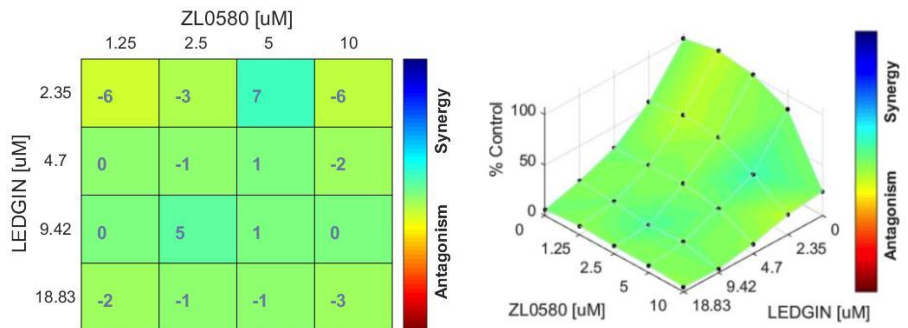 ZL0580 [uM]
1.25 2.5 5 10
LEDGIN [uM]
2.35 -6 -3 7 -6
4.7 0 -1 1 -2
9.42 0 5 1 0
18.83 -2 -1 -1 -3
Synergy
Antagonism
% Control
100
50
0
0 1.25 2.5 5 10
ZL0580 [uM]
18.83 9.42 4.7 2.35 0
LEDGIN [uM]
Synergy
Antagonism